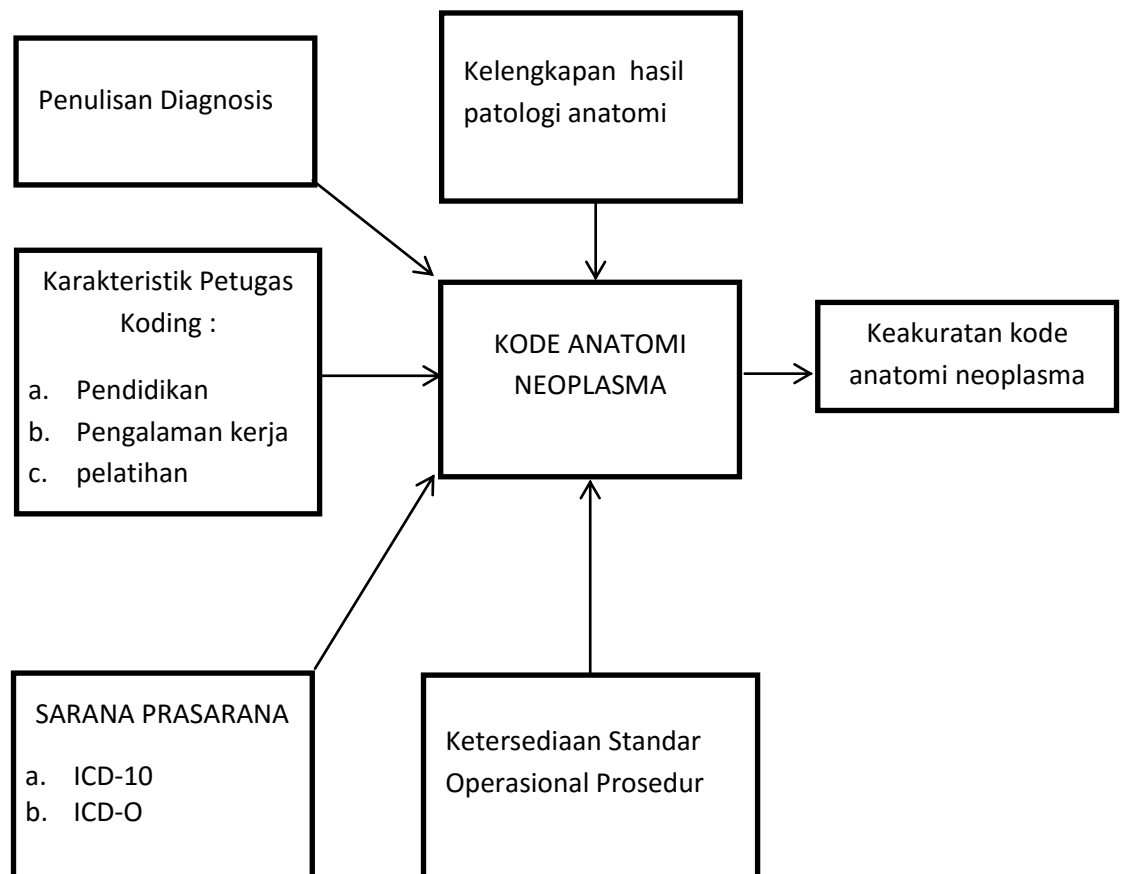 Penulisan Diagnosis
Kelengkapan hasil
patologi anatomi
Karakteristik Petugas
Koding :
a. Pendidikan
b. Pengalaman kerja
c. pelatihan
KODE ANATOMI
NEOPLASMA
Keakuratan kode
anatomi neoplasma
SARANA PRASARANA
a. ICD-10
b. ICD-O
Ketersediaan Standar
Operasional Prosedur